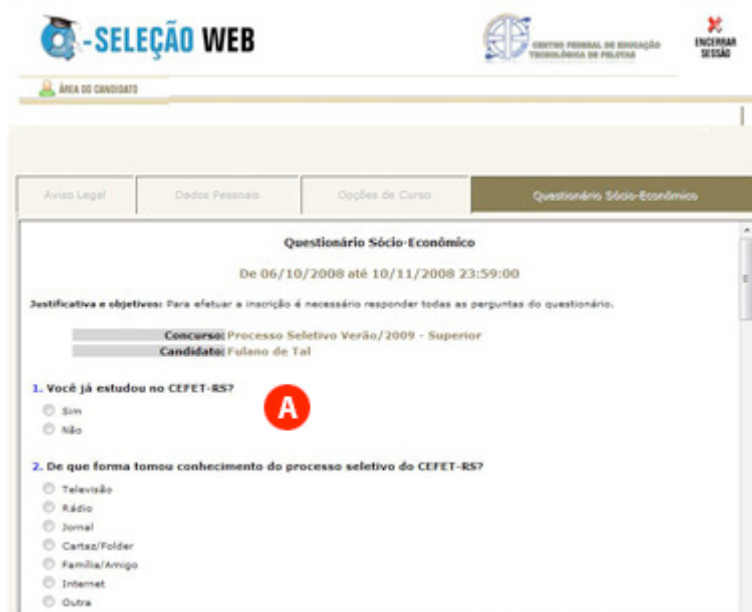 Q-SELEÇÃO WEB
CENTRO FEDERAL DE EDUCAÇÃO
TECNOLÓGICA DE PELOTAS
ENCERRAR
SESSÃO
ÁREA DO CANDIDATO
Aviso Legal Dados Pessoais Opções de Curso Questionário Sócio-Econômico
Questionário Sócio-Econômico
De 06/10/2008 até 10/11/2008 23:59:00
Justificativa e objetivos: Para efetuar a inscrição é necessário responder todas as perguntas do questionário.
Concurso: Processo Seletivo Verão/2009 - Superior
Candidato: Fulano de Tal
1. Você já estudou no CEFET-RS?
A
Sim
Não
2. De que forma tomou conhecimento do processo seletivo do CEFET-RS?
Televisão
Rádio
Jornal
Cartaz/Folder
Família/Amigo
Internet
Outra